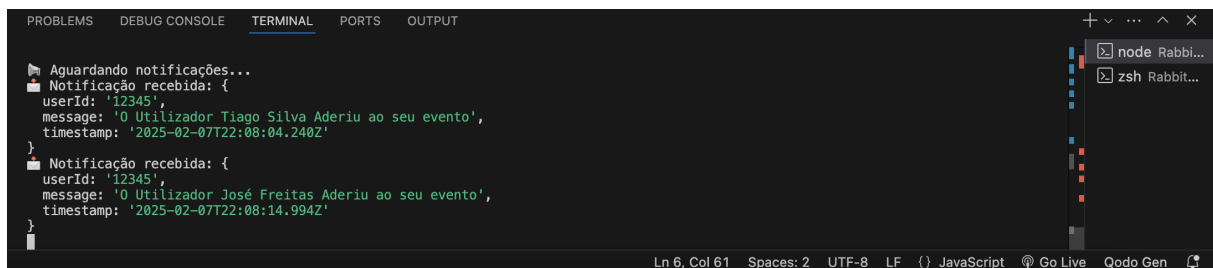 PROBLEMS DEBUG CONSOLE TERMINAL PORTS OUTPUT
Aguardando notificações...
Notificação recebida: {
userId: '12345',
message: 'O Utilizador Tiago Silva Aderiu ao seu evento',
timestamp: '2025-02-07T22:08:04.240Z'
}
Notificação recebida: {
userId: '12345',
message: 'O Utilizador José Freitas Aderiu ao seu evento',
timestamp: '2025-02-07T22:08:14.994Z'
}
node Rabbi...
zsh Rabbit...
Ln 6, Col 61 Spaces: 2 UTF-8 LF {} JavaScript Go Live Qodo Gen